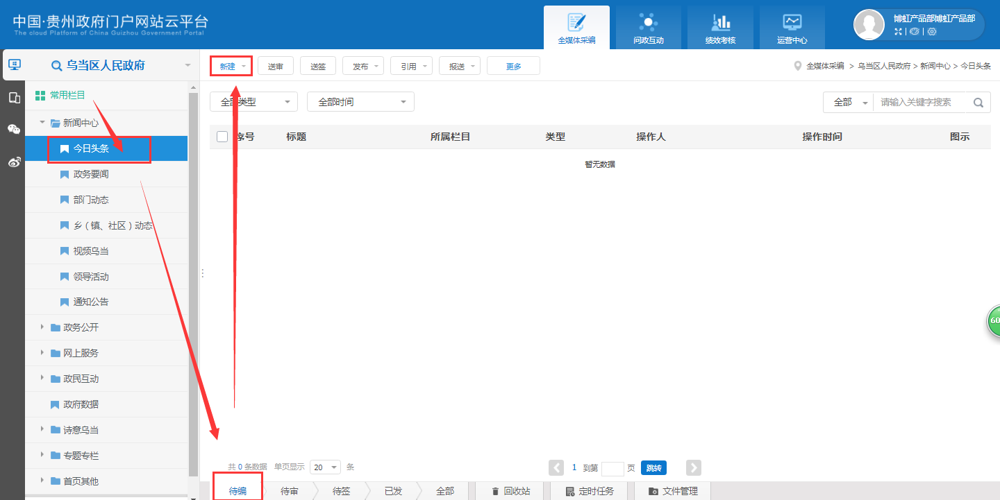 中国·贵州政府门户网站云平台
The cloud Platform of China Guizhou Government Portal
全媒体采编
问政互动
绩效考核
运营中心
博虹产品部博虹产品部
乌当区人民政府
新建 送审 送签 发布 引用 报送 更多
全媒体采编 > 乌当区人民政府 > 新闻中心 > 今日头条
常用栏目
新闻中心
今日头条
政务要闻
部门动态
乡（镇、社区）动态
视频乌当
领导活动
通知公告
政务公开
网上服务
政民互动
政府数据
诗意乌当
专题专栏
首页其他
全部类型 全部时间 全部 请输入关键字搜索
序号 标题 所属栏目 类型 操作人 操作时间 图示
暂无数据
60
共 0 条数据 单页显示 20 条 1 到第 页 跳转
待编 待审 待签 已发 全部 回收站 定时任务 文件管理